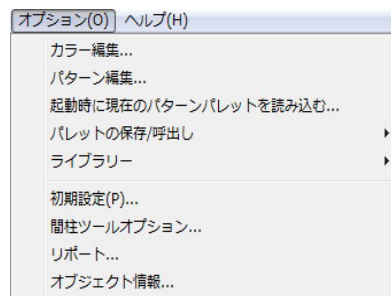 オプション(O) ヘルプ(H)
カラー編集...
パターン編集...
起動時に現在のパターンパレットを読み込む...
パレットの保存/呼出し
ライブラリー
初期設定(P)...
間柱ツールオプション...
リポート...
オブジェクト情報...